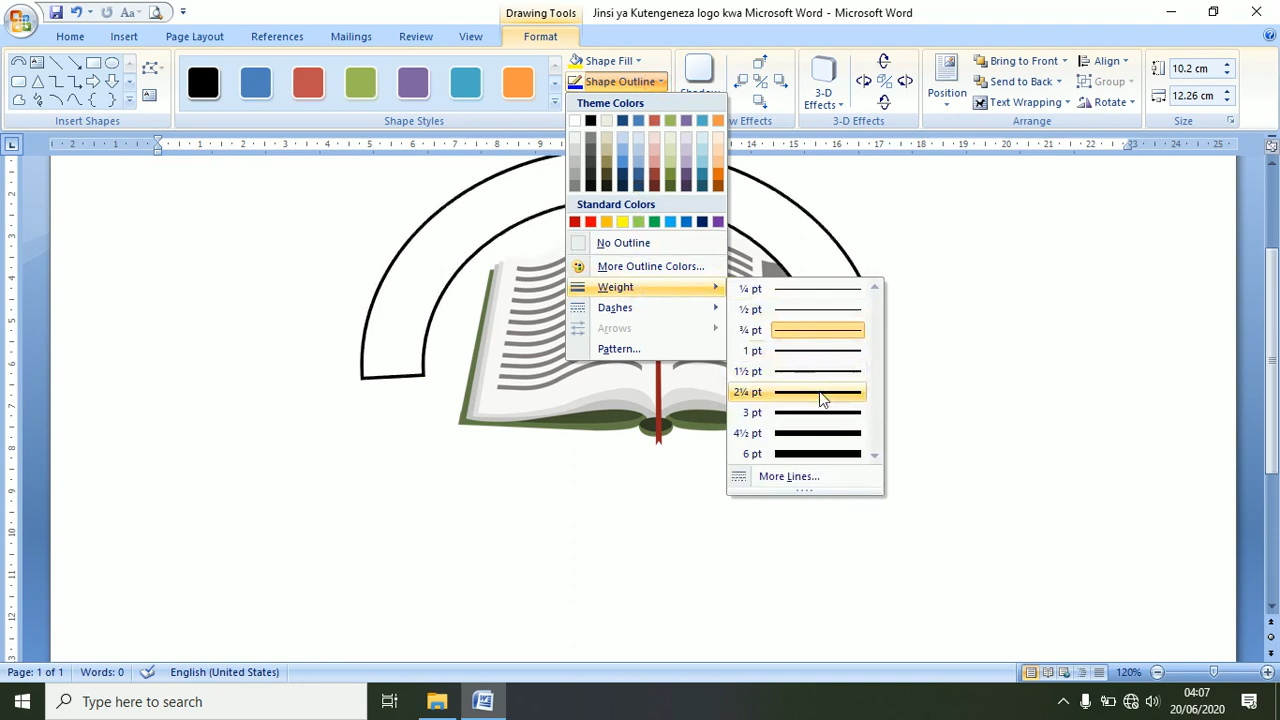 Drawing Tools
Jinsi ya Kutengeneza logo kwa Microsoft Word - Microsoft Word
Home Insert Page Layout References Mailings Review View Format
Shape Fill
Shape Outline
Insert Shapes
Shape Styles
3-D Effects
3-D Effects
Position
Bring to Front
Send to Back
Text Wrapping
Align
Group
Rotate
Arrange
10.2 cm
12.26 cm
Size
Theme Colors
Standard Colors
No Outline
More Outline Colors...
Weight
Dashes
Arrows
Pattern...
¼ pt
½ pt
¾ pt
1 pt
1½ pt
2¼ pt
3 pt
4½ pt
6 pt
More Lines...
Page: 1 of 1 Words: 0 English (United States) 120%
Type here to search
04:07
20/06/2020